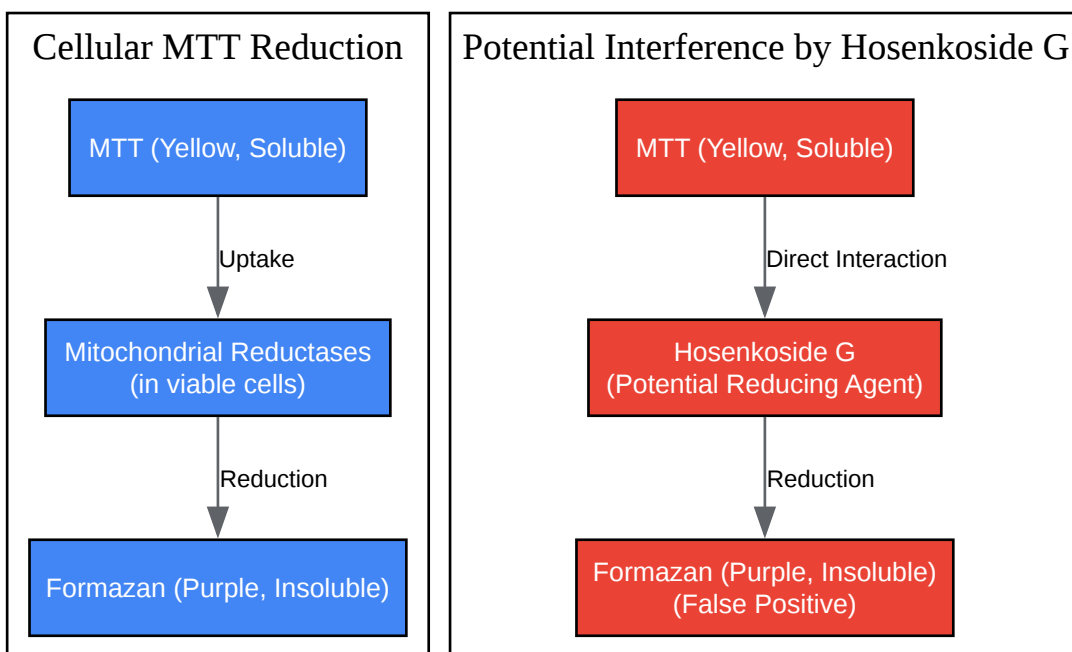 Cellular MTT Reduction
MTT (Yellow, Soluble)
Uptake
Mitochondrial Reductases
(in viable cells)
Reduction
Formazan (Purple, Insoluble)
Potential Interference by Hosenkoside G
MTT (Yellow, Soluble)
Direct Interaction
Hosenkoside G
(Potential Reducing Agent)
Reduction
Formazan (Purple, Insoluble)
(False Positive)